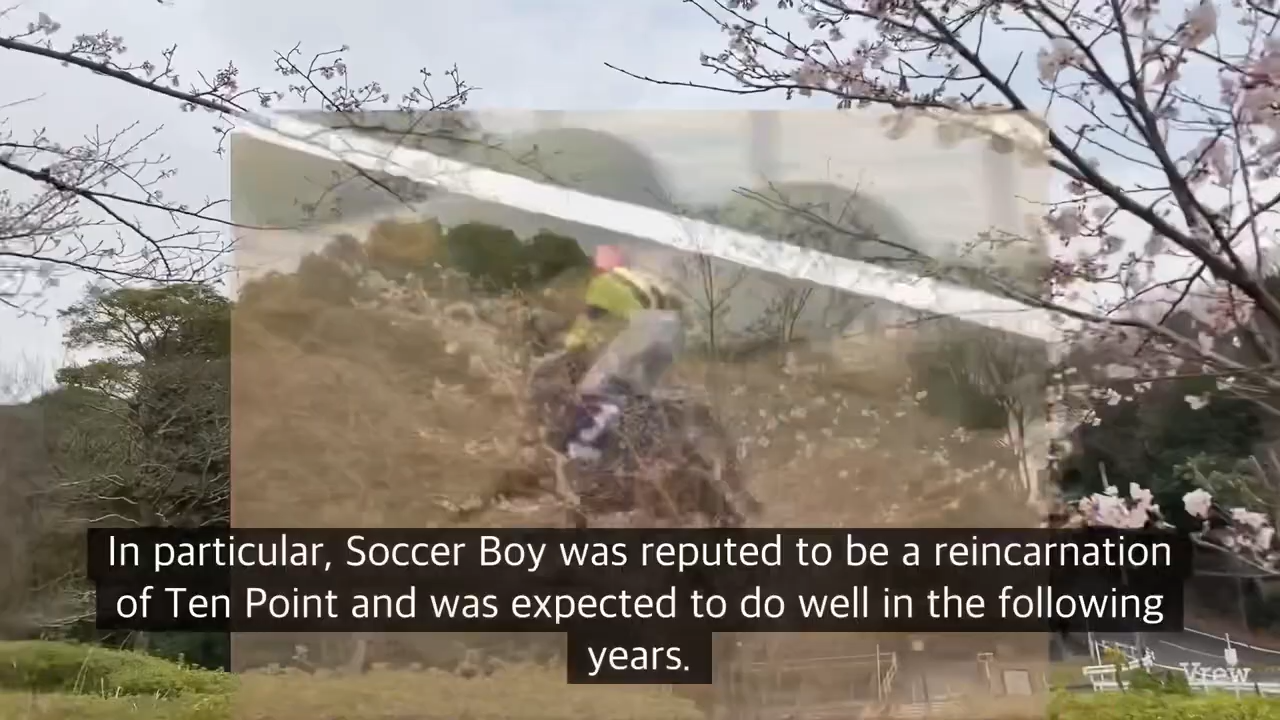 In particular, Soccer Boy was reputed to be a reincarnation
of Ten Point and was expected to do well in the following
years.
Vrew